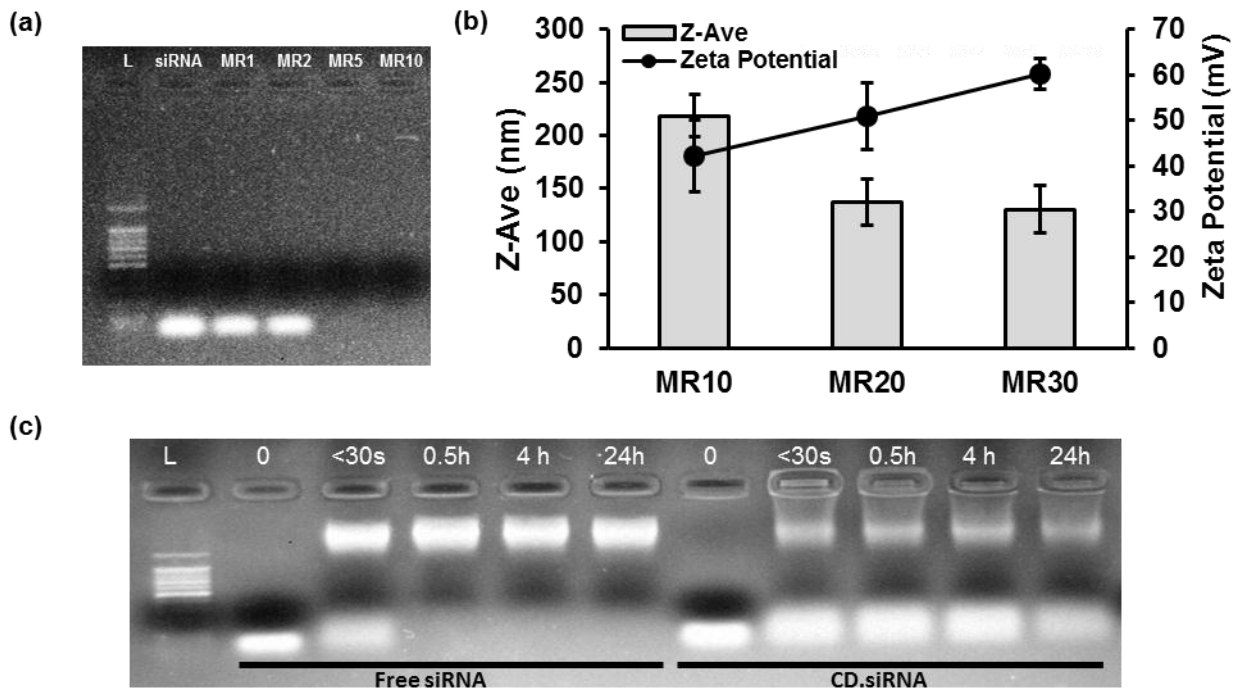 (a)
L siRNA MR1 MR2 MR5 MR10
(b)
Z-Ave
Zeta Potential
300
250
200
150
100
50
0
Z-Ave (nm)
70
60
50
40
30
20
10
0
Zeta Potential (mV)
MR10 MR20 MR30
(c)
L 0 <30s 0.5h 4 h 24h 0 <30s 0.5h 4 h 24h
Free siRNA CD.siRNA